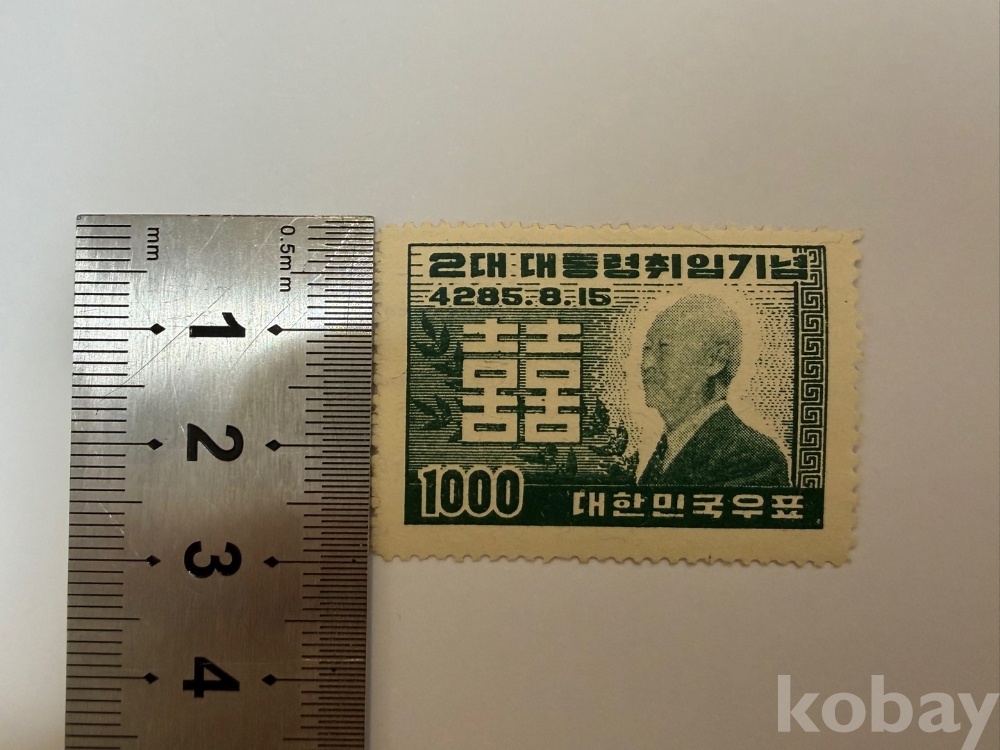 mm
0.5mm
1
2
3
4
2대 대통령취임기념
4285.8.15
囍
1000
대한민국우표
kobay